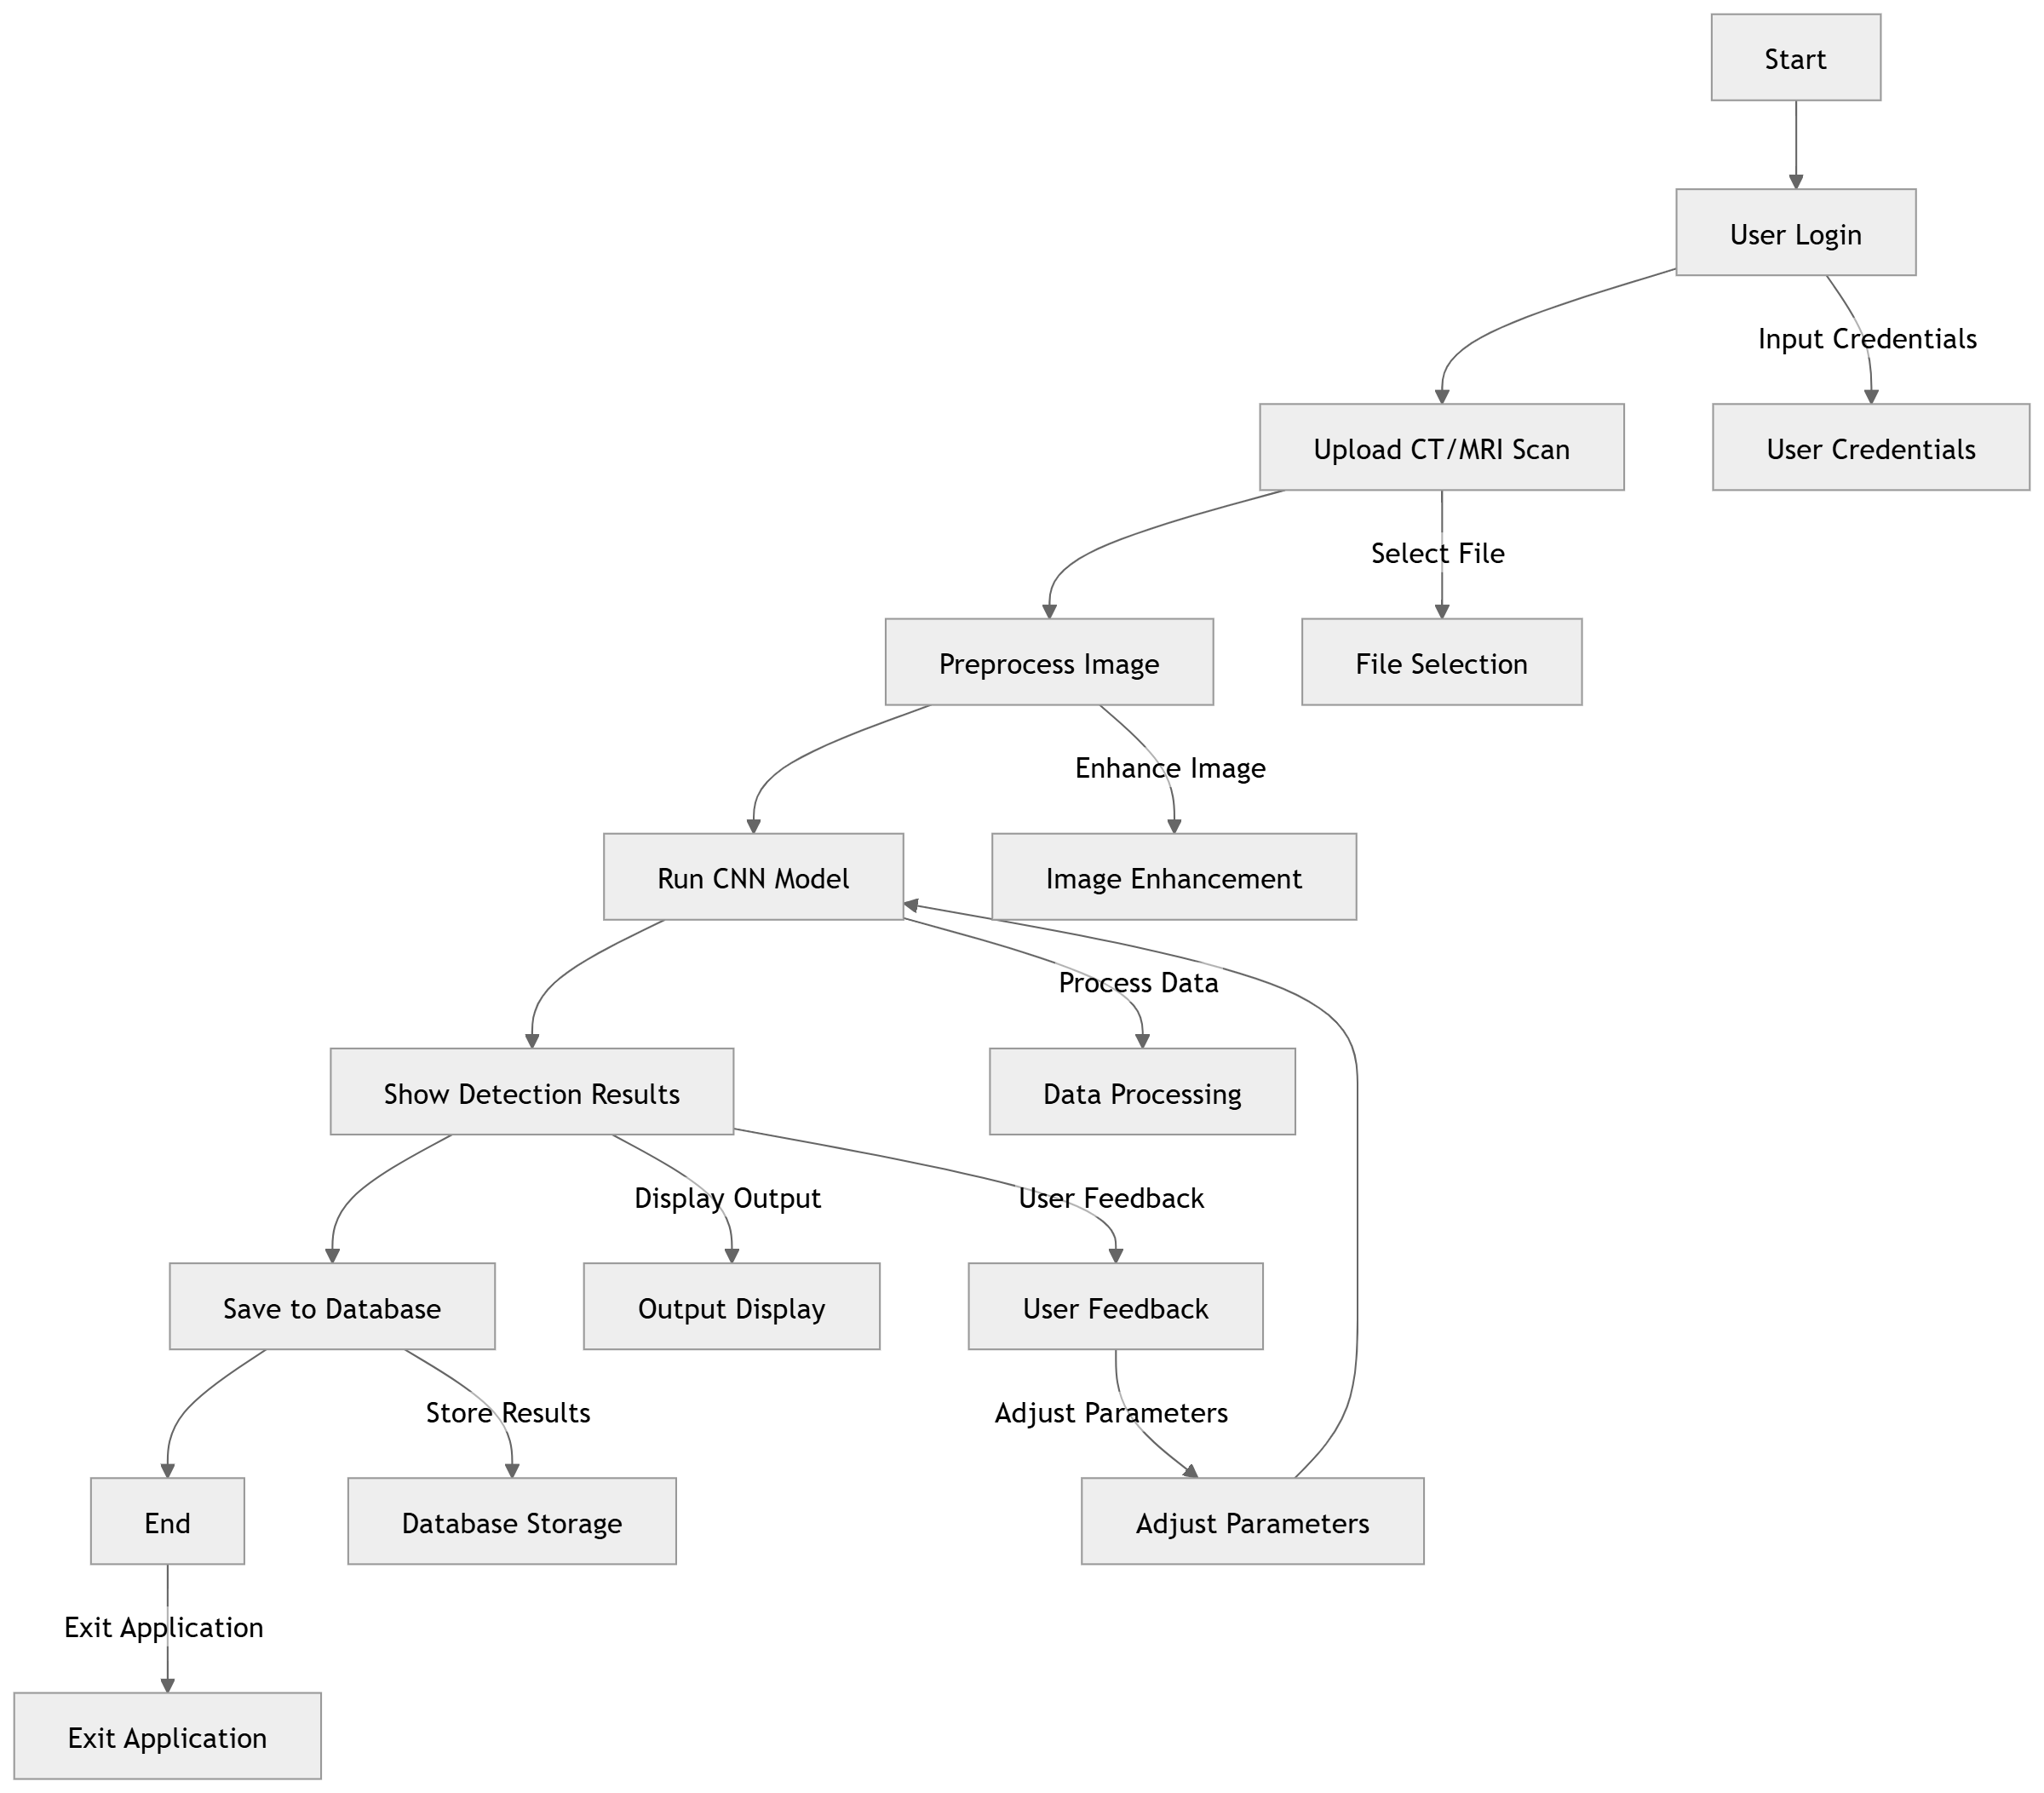 Start
User Login
Input Credentials
Upload CT/MRI Scan
User Credentials
Select File
Preprocess Image
File Selection
Enhance Image
Run CNN Model
Image Enhancement
Process Data
Show Detection Results
Data Processing
Display Output
User Feedback
Save to Database
Output Display
User Feedback
Store Results
Adjust Parameters
End
Database Storage
Adjust Parameters
Exit Application
Exit Application